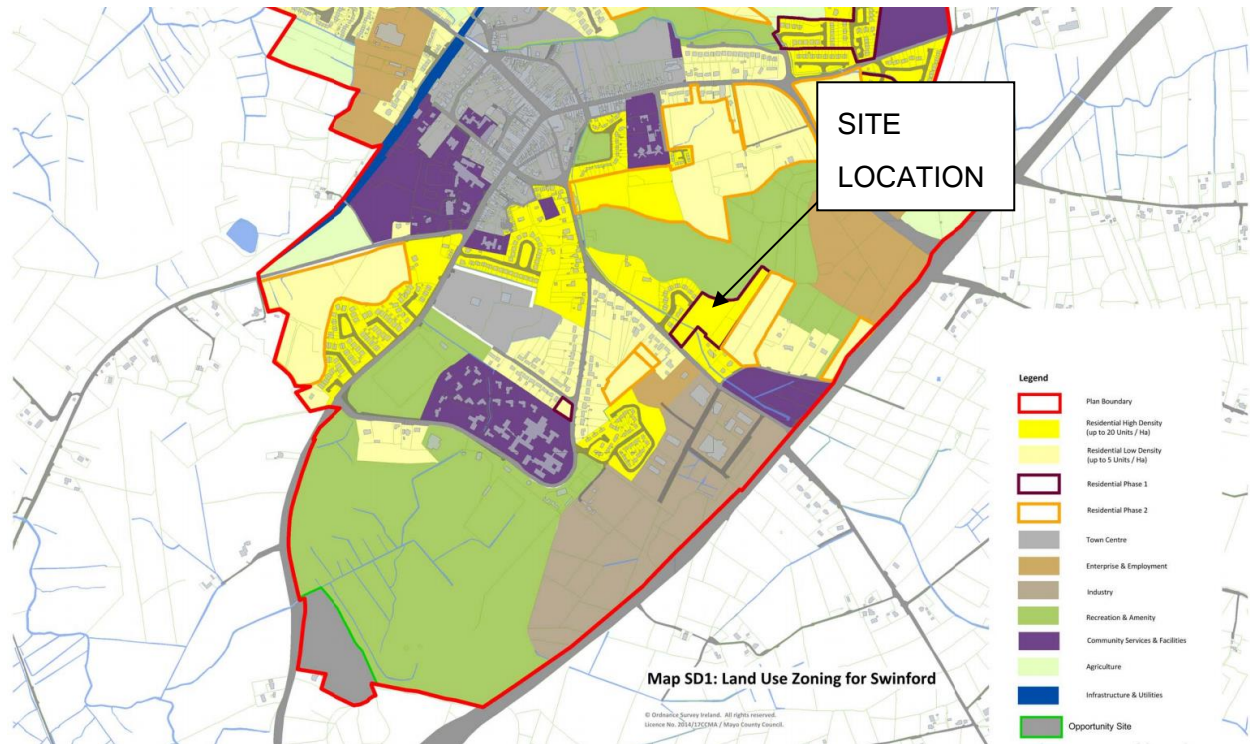 SITE
LOCATION
Legend
Plan Boundary
Residential High Density
(up to 20 Units / Ha)
Residential Low Density
(up to 5 Units / Ha)
Residential Phase 1
Residential Phase 2
Town Centre
Enterprise & Employment
Industry
Recreation & Amenity
Community Services & Facilities
Agriculture
Infrastructure & Utilities
Opportunity Site
Map SD1: Land Use Zoning for Swinford
© Ordnance Survey Ireland. All rights reserved.
Licence No. 2014/17CCMA / Mayo County Council.